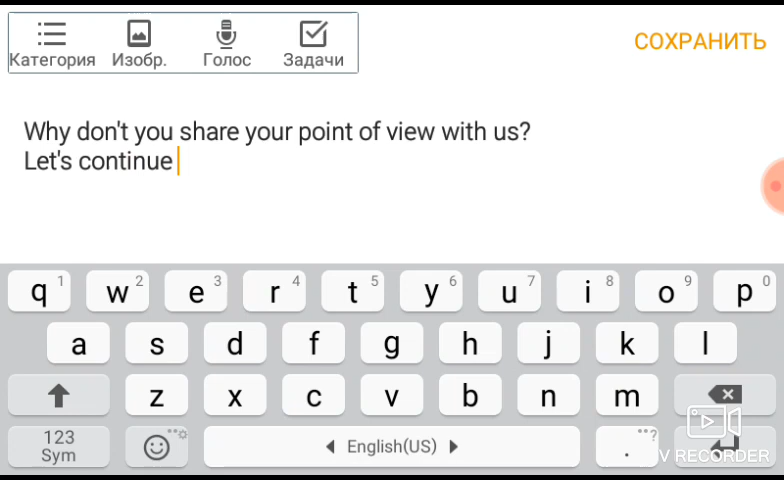 Категория Изобр. Голос Задачи
СОХРАНИТЬ
Why don't you share your point of view with us?
Let's continue
q 1 w 2 e 3 r 4 t 5 y 6 u 7 i 8 o 9 p 0
a s d f g h j k l
z x c v b n m
123
Sym
English(US)
. ?
V RECORDER